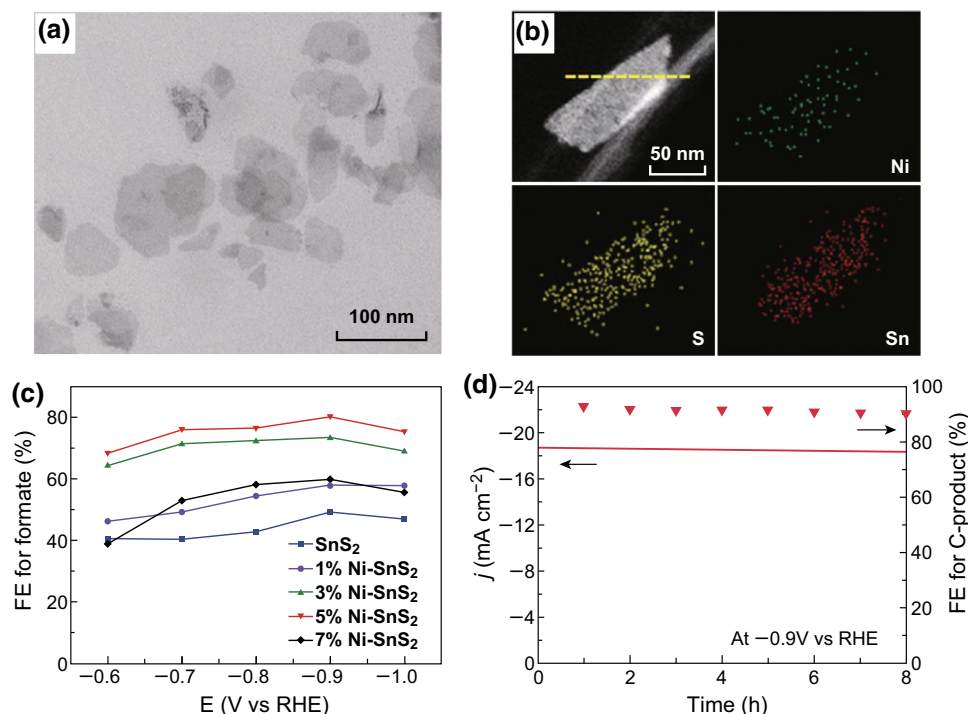 (a)
100 nm
(b)
50 nm
Ni
S
Sn
(c)
FE for formate (%)
80
60
40
20
0
SnS₂
1% Ni-SnS₂
3% Ni-SnS₂
5% Ni-SnS₂
7% Ni-SnS₂
−0.6 −0.7 −0.8 −0.9 −1.0
E (V vs RHE)
(d)
j (mA cm⁻²)
−24
−20
−18
−12
−8
−4
0
At −0.9V vs RHE
0 2 4 6 8
Time (h)
100
80
60
40
20
0
FE for C-product (%)